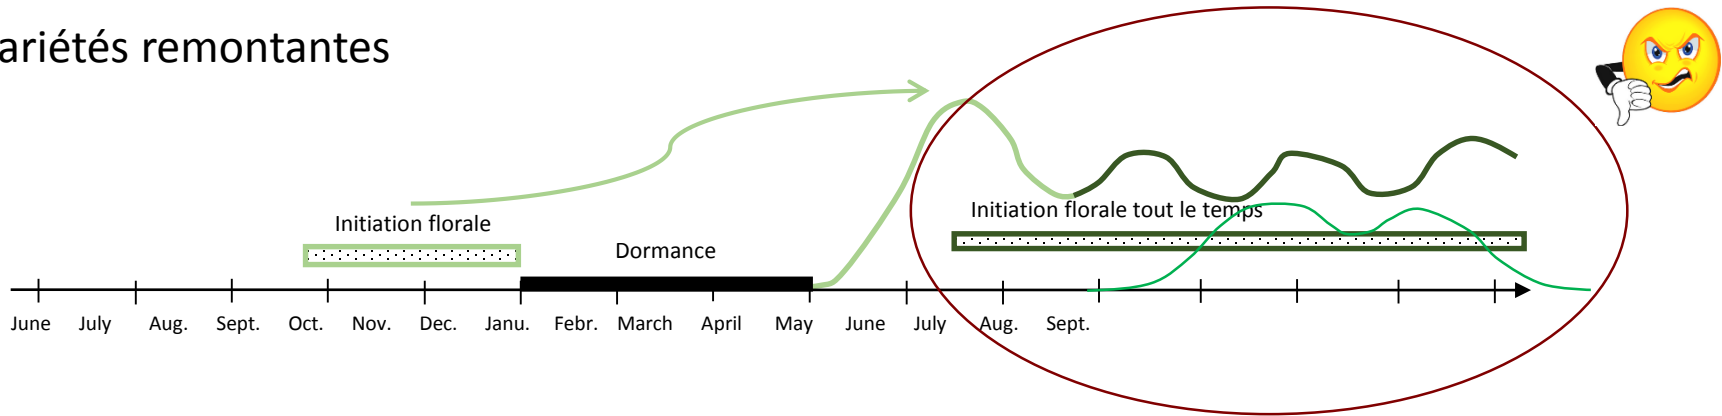 ariétés remontantes
Initiation florale
Dormance
Initiation florale tout le temps
June July Aug. Sept. Oct. Nov. Dec. Janu. Febr. March April May June July Aug. Sept.